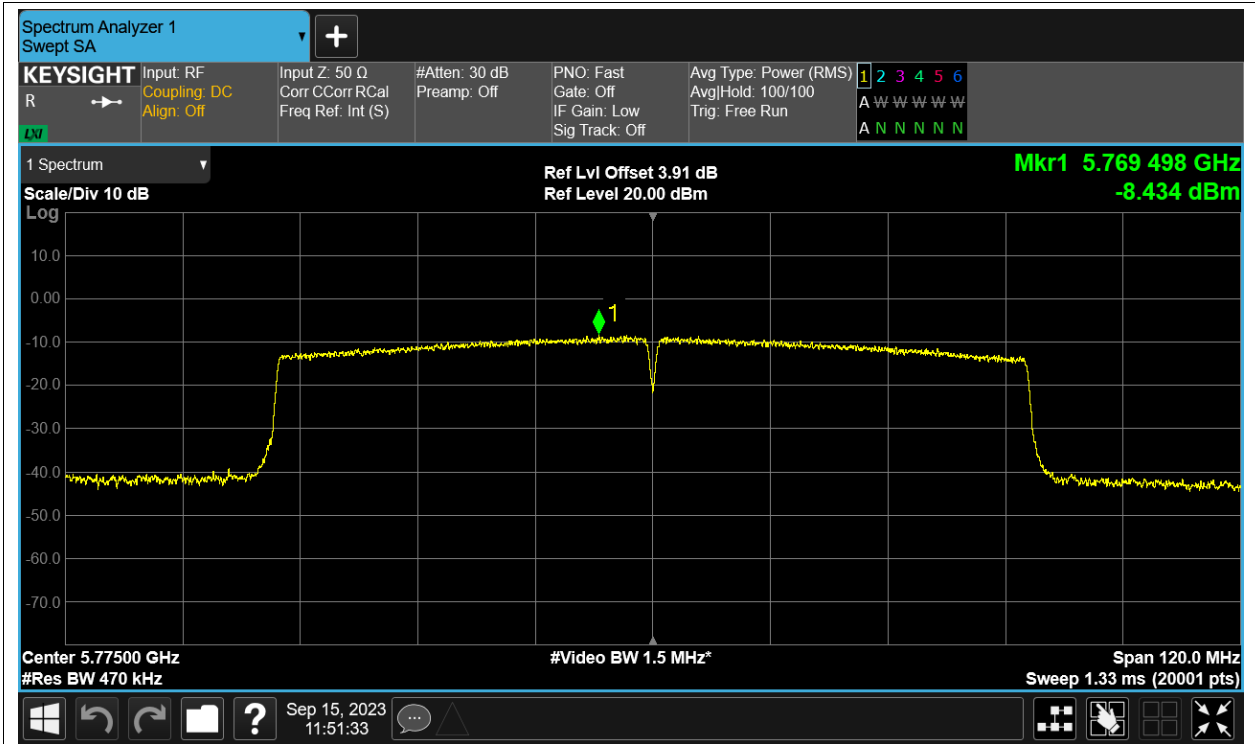 Spectrum Analyzer 1
Swept SA
KEYSIGHT
R
LXI
Input: RF
Coupling: DC
Align: Off
Input Z: 50 Ω
Corr CCorr RCal
Freq Ref: Int (S)
#Atten: 30 dB
Preamp: Off
PNO: Fast
Gate: Off
IF Gain: Low
Sig Track: Off
Avg Type: Power (RMS)
Avg|Hold: 100/100
Trig: Free Run
1 2 3 4 5 6
A W W W W W
A N N N N N
1 Spectrum
Scale/Div 10 dB
Log
Ref Lvl Offset 3.91 dB
Ref Level 20.00 dBm
Mkr1 5.769 498 GHz
-8.434 dBm
10.0
0.00
1
-10.0
-20.0
-30.0
-40.0
-50.0
-60.0
-70.0
Center 5.77500 GHz
#Res BW 470 kHz
#Video BW 1.5 MHz*
Span 120.0 MHz
Sweep 1.33 ms (20001 pts)
?
Sep 15, 2023
11:51:33